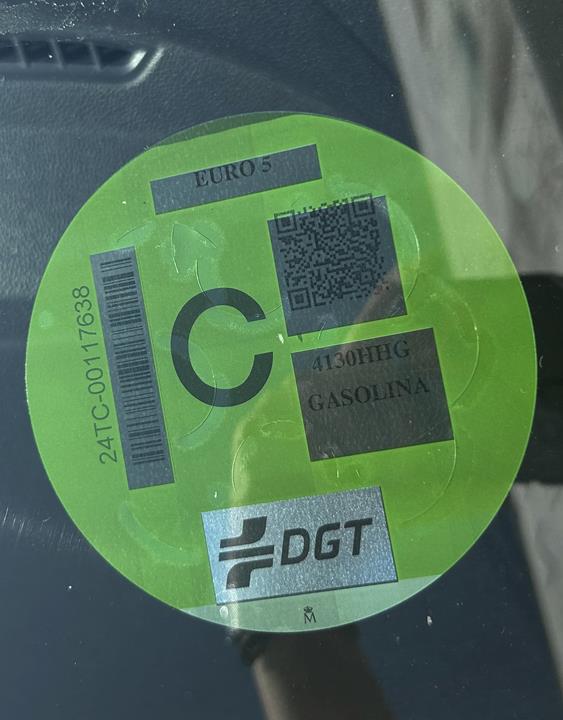 EURO 5
24TC-00117638
C
4130HHG
GASOLINA
DGT
M